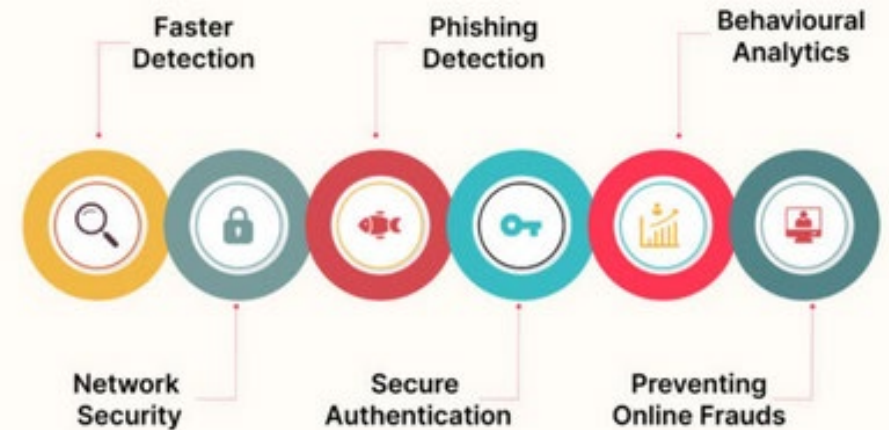 Faster
Detection
Phishing
Detection
Behavioural
Analytics
Network
Security
Secure
Authentication
Preventing
Online Frauds